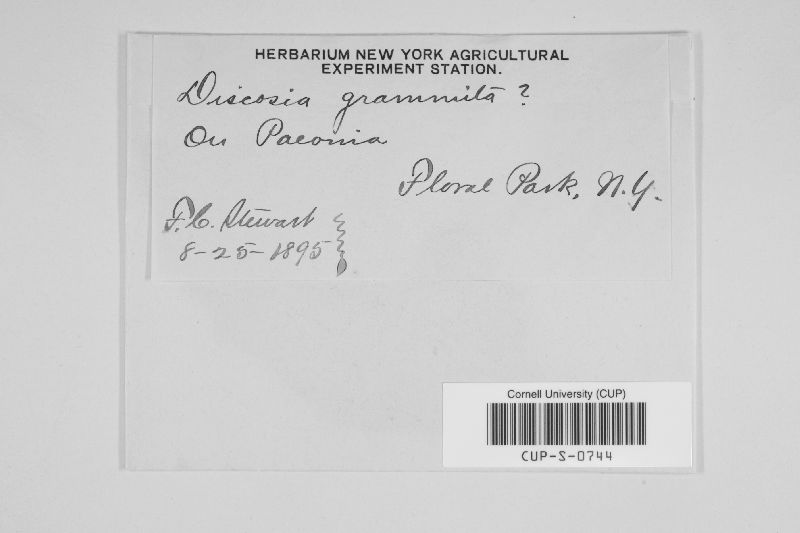 HERBARIUM NEW YORK AGRICULTURAL
EXPERIMENT STATION.
Discosia grammita ?
On Paeonia
Floral Park, N.Y.
F.C. Stewart
8-25-1895
Cornell University (CUP)
CUP-S-0744